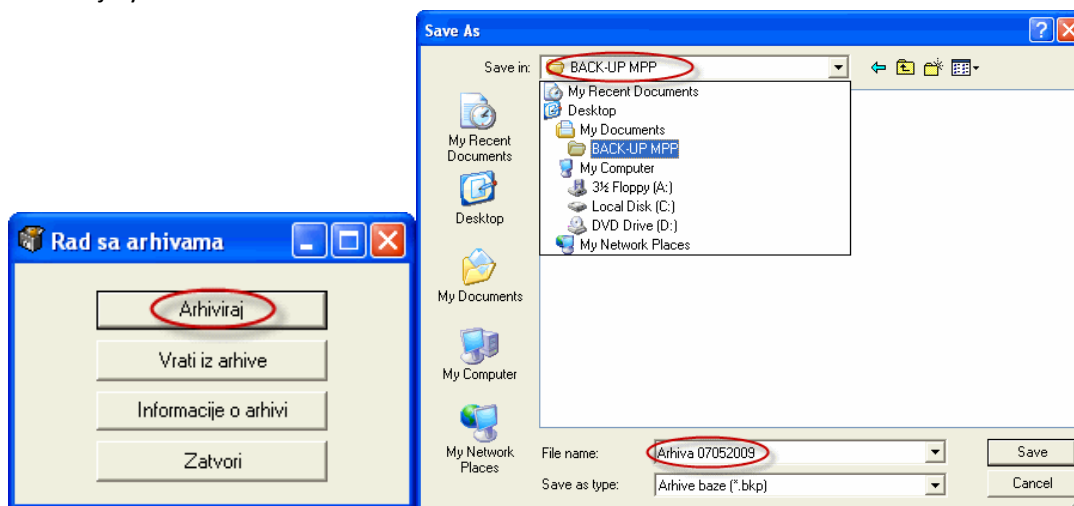 Save As
Save in:
BACK-UP MPP
My Recent Documents
Desktop
My Documents
BACK-UP MPP
My Computer
3½ Floppy (A:)
Local Disk (C:)
DVD Drive (D:)
My Network Places
My Recent
Documents
Desktop
My Documents
My Computer
My Network
Places
File name:
Arhiva 07052009
Save
Save as type:
Arhive baze (*.bkp)
Cancel
Rad sa arhivama
Arhiviraj
Vrati iz arhive
Informacije o arhivi
Zatvori